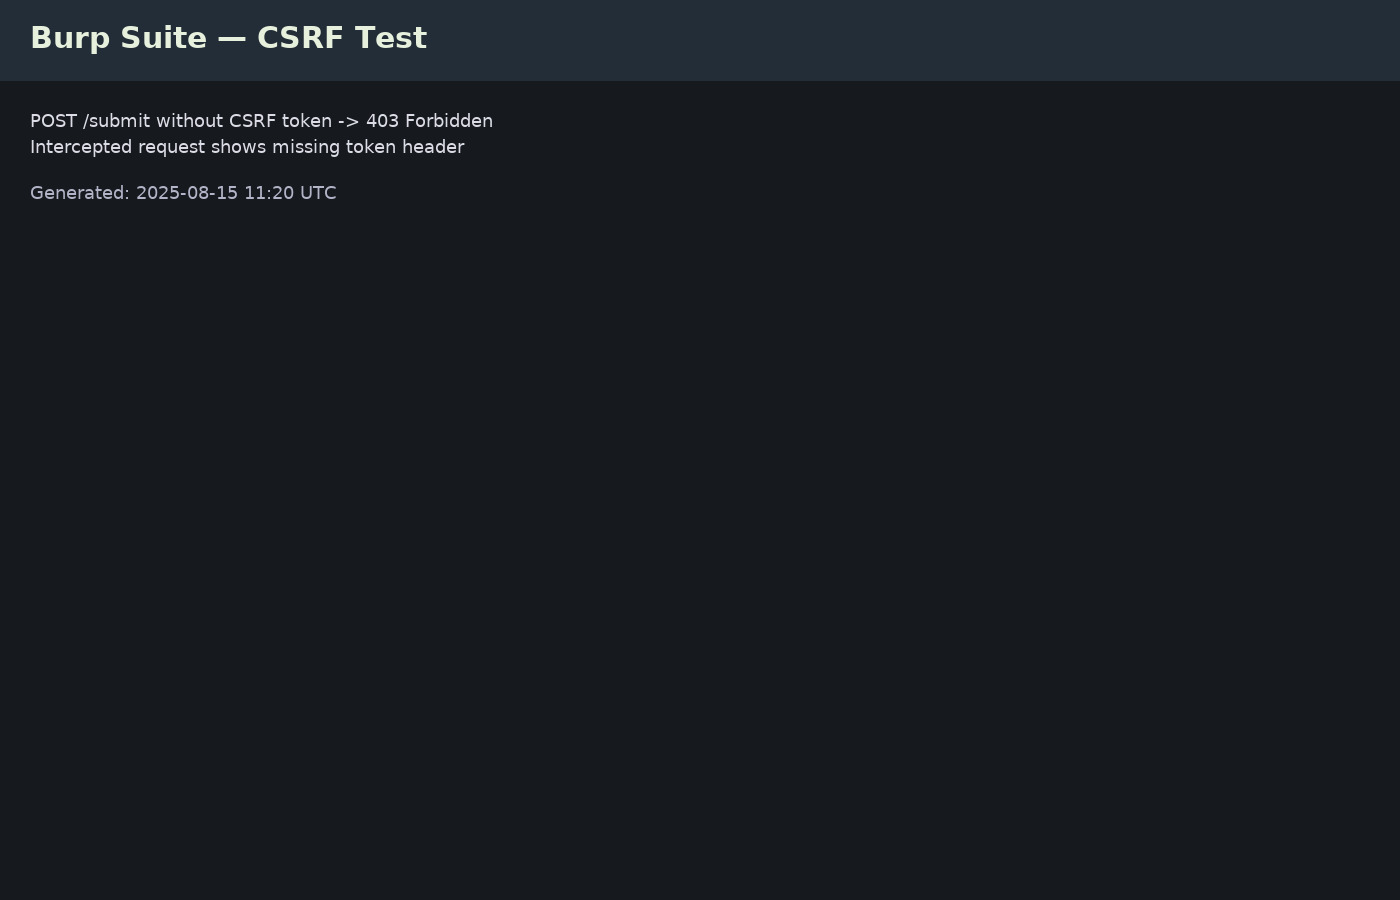 Burp Suite — CSRF Test
POST /submit without CSRF token -> 403 Forbidden
Intercepted request shows missing token header
Generated: 2025-08-15 11:20 UTC